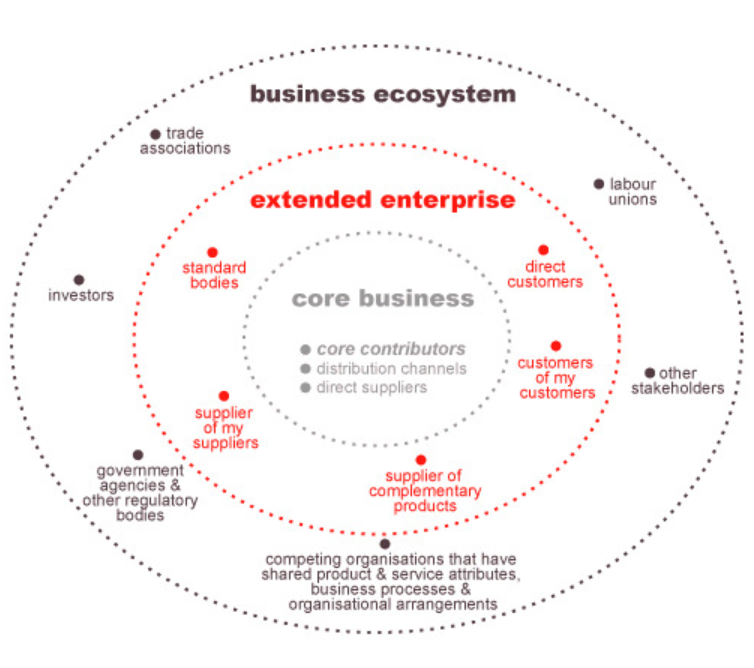 business ecosystem
trade
associations
labour
unions
extended enterprise
standard
bodies
direct
customers
investors
core business
core contributors
distribution channels
direct suppliers
customers
of my
customers
other
stakeholders
supplier
of my
suppliers
government
agencies &
other regulatory
bodies
supplier of
complementary
products
competing organisations that have
shared product & service attributes,
business processes &
organisational arrangements